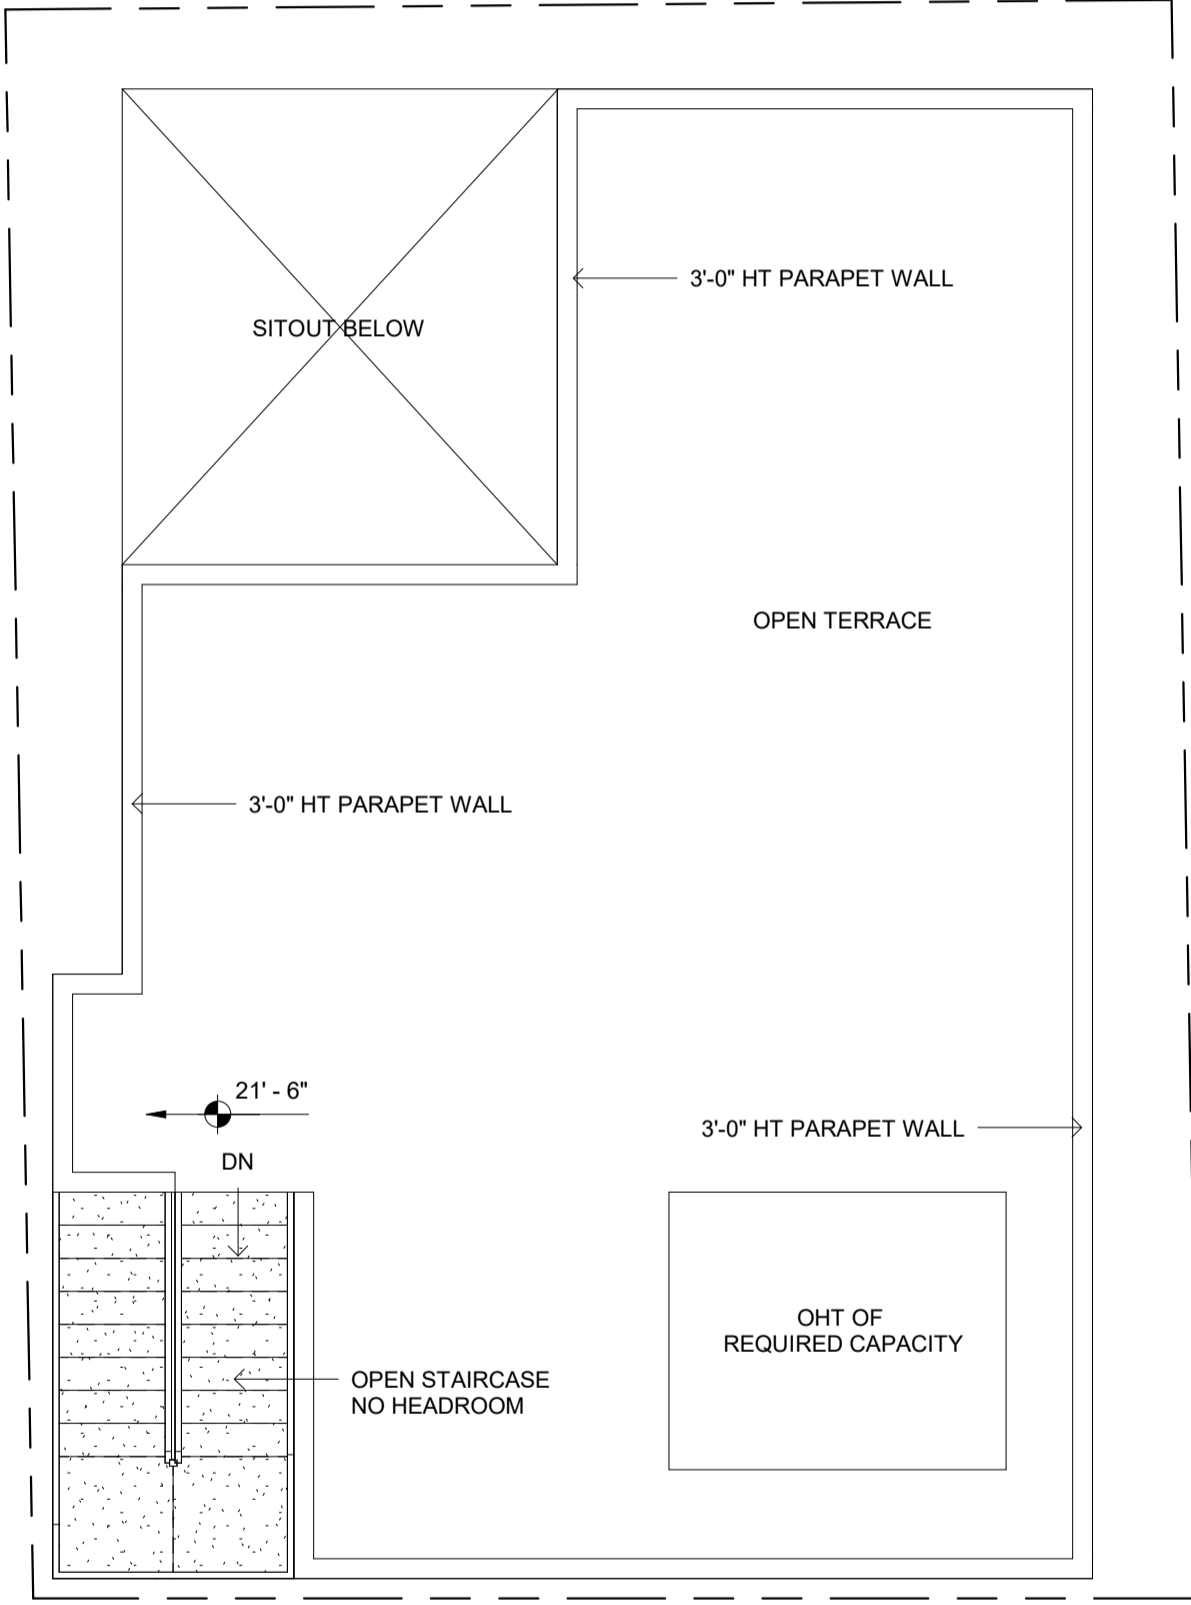 3'-0" HT PARAPET WALL
SITOUT BELOW
OPEN TERRACE
3'-0" HT PARAPET WALL
21' - 6"
3'-0" HT PARAPET WALL
DN
OHT OF
REQUIRED CAPACITY
OPEN STAIRCASE
NO HEADROOM